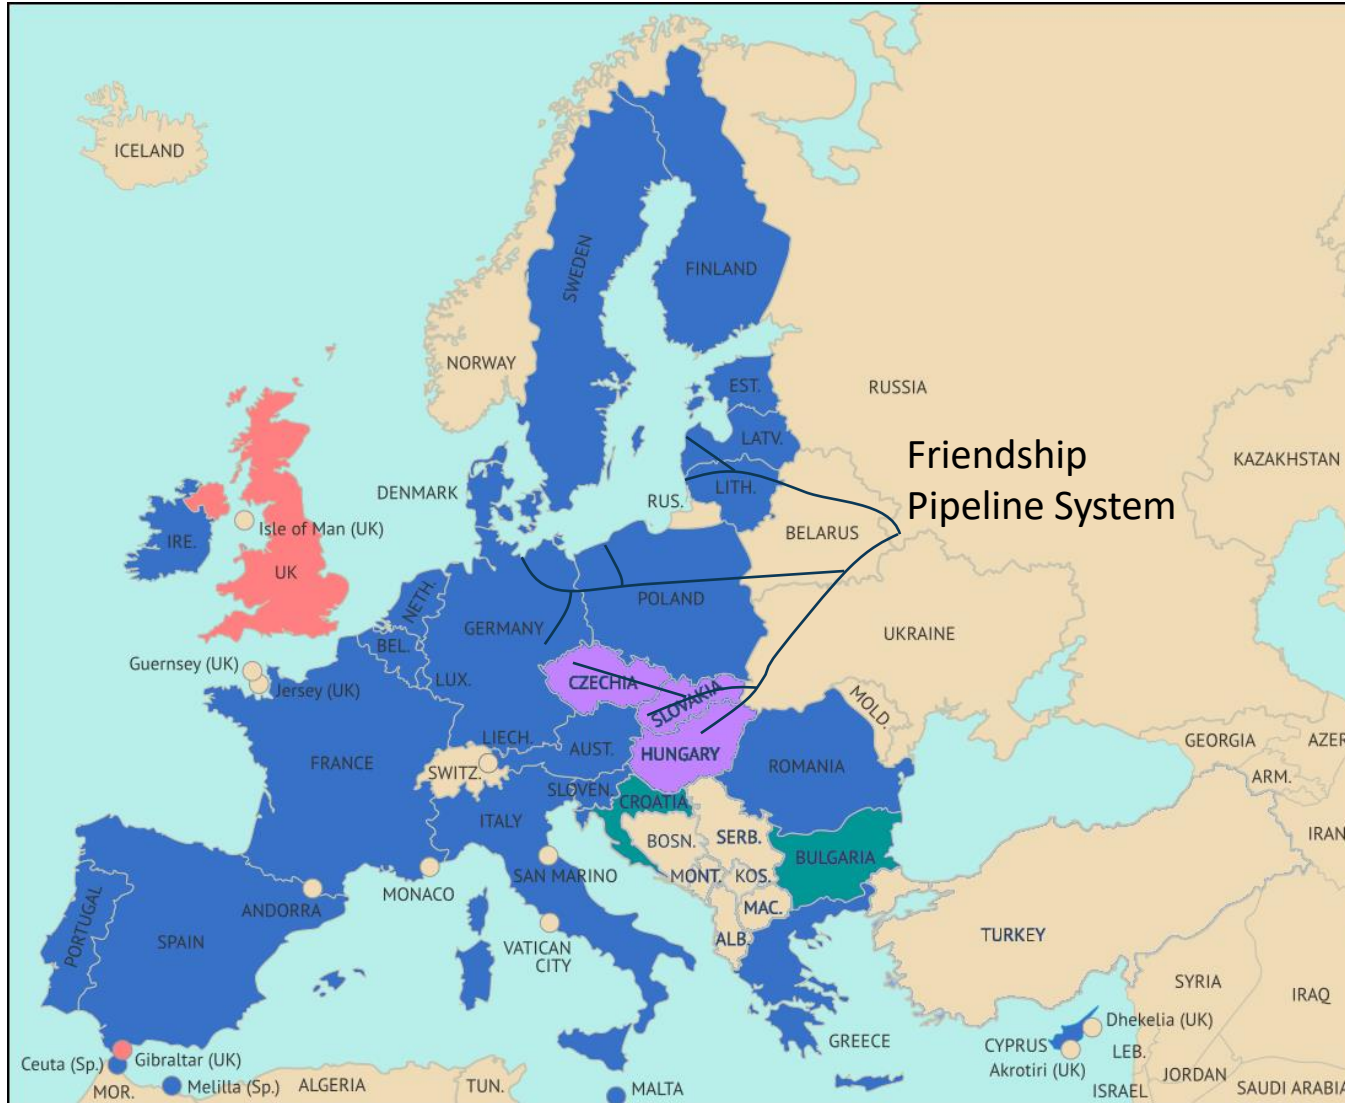 ICELAND
SWEDEN
FINLAND
NORWAY
RUSSIA
EST.
LATV.
LITH.
Friendship
Pipeline System
KAZAKHSTAN
DENMARK
RUS.
BELARUS
Isle of Man (UK)
IRE.
UK
NETH.
POLAND
GERMANY
UKRAINE
BEL.
Guernsey (UK)
LUX.
Jersey (UK)
CZECHIA
SLOVAKIA
MOLD.
LIECH.
AUST.
HUNGARY
GEORGIA
AZER
FRANCE
SWITZ.
ROMANIA
ARM.
SLOVEN.
CROATIA
ITALY
BOSN.
SERB.
IRAN
BULGARIA
SAN MARINO
MONT.
KOS.
MONACO
ANDORRA
MAC.
PORTUGAL
SPAIN
VATICAN
CITY
ALB.
TURKEY
SYRIA
IRAQ
Dhekelia (UK)
GREECE
CYPRUS
LEB.
Ceuta (Sp.)
Gibraltar (UK)
Akrotiri (UK)
JORDAN
MOR.
Melilla (Sp.)
ALGERIA
TUN.
MALTA
ISRAEL
SAUDI ARABIA